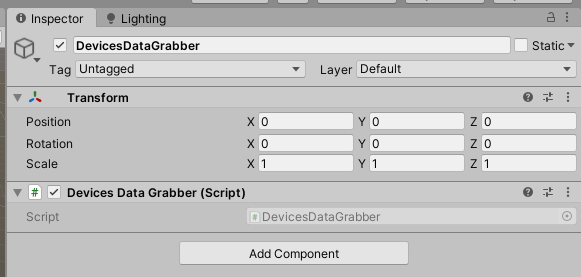 Inspector Lighting
DevicesDataGrabber Static
Tag Untagged Layer Default
Transform
Position X 0 Y 0 Z 0
Rotation X 0 Y 0 Z 0
Scale X 1 Y 1 Z 1
# Devices Data Grabber (Script)
Script # DevicesDataGrabber
Add Component